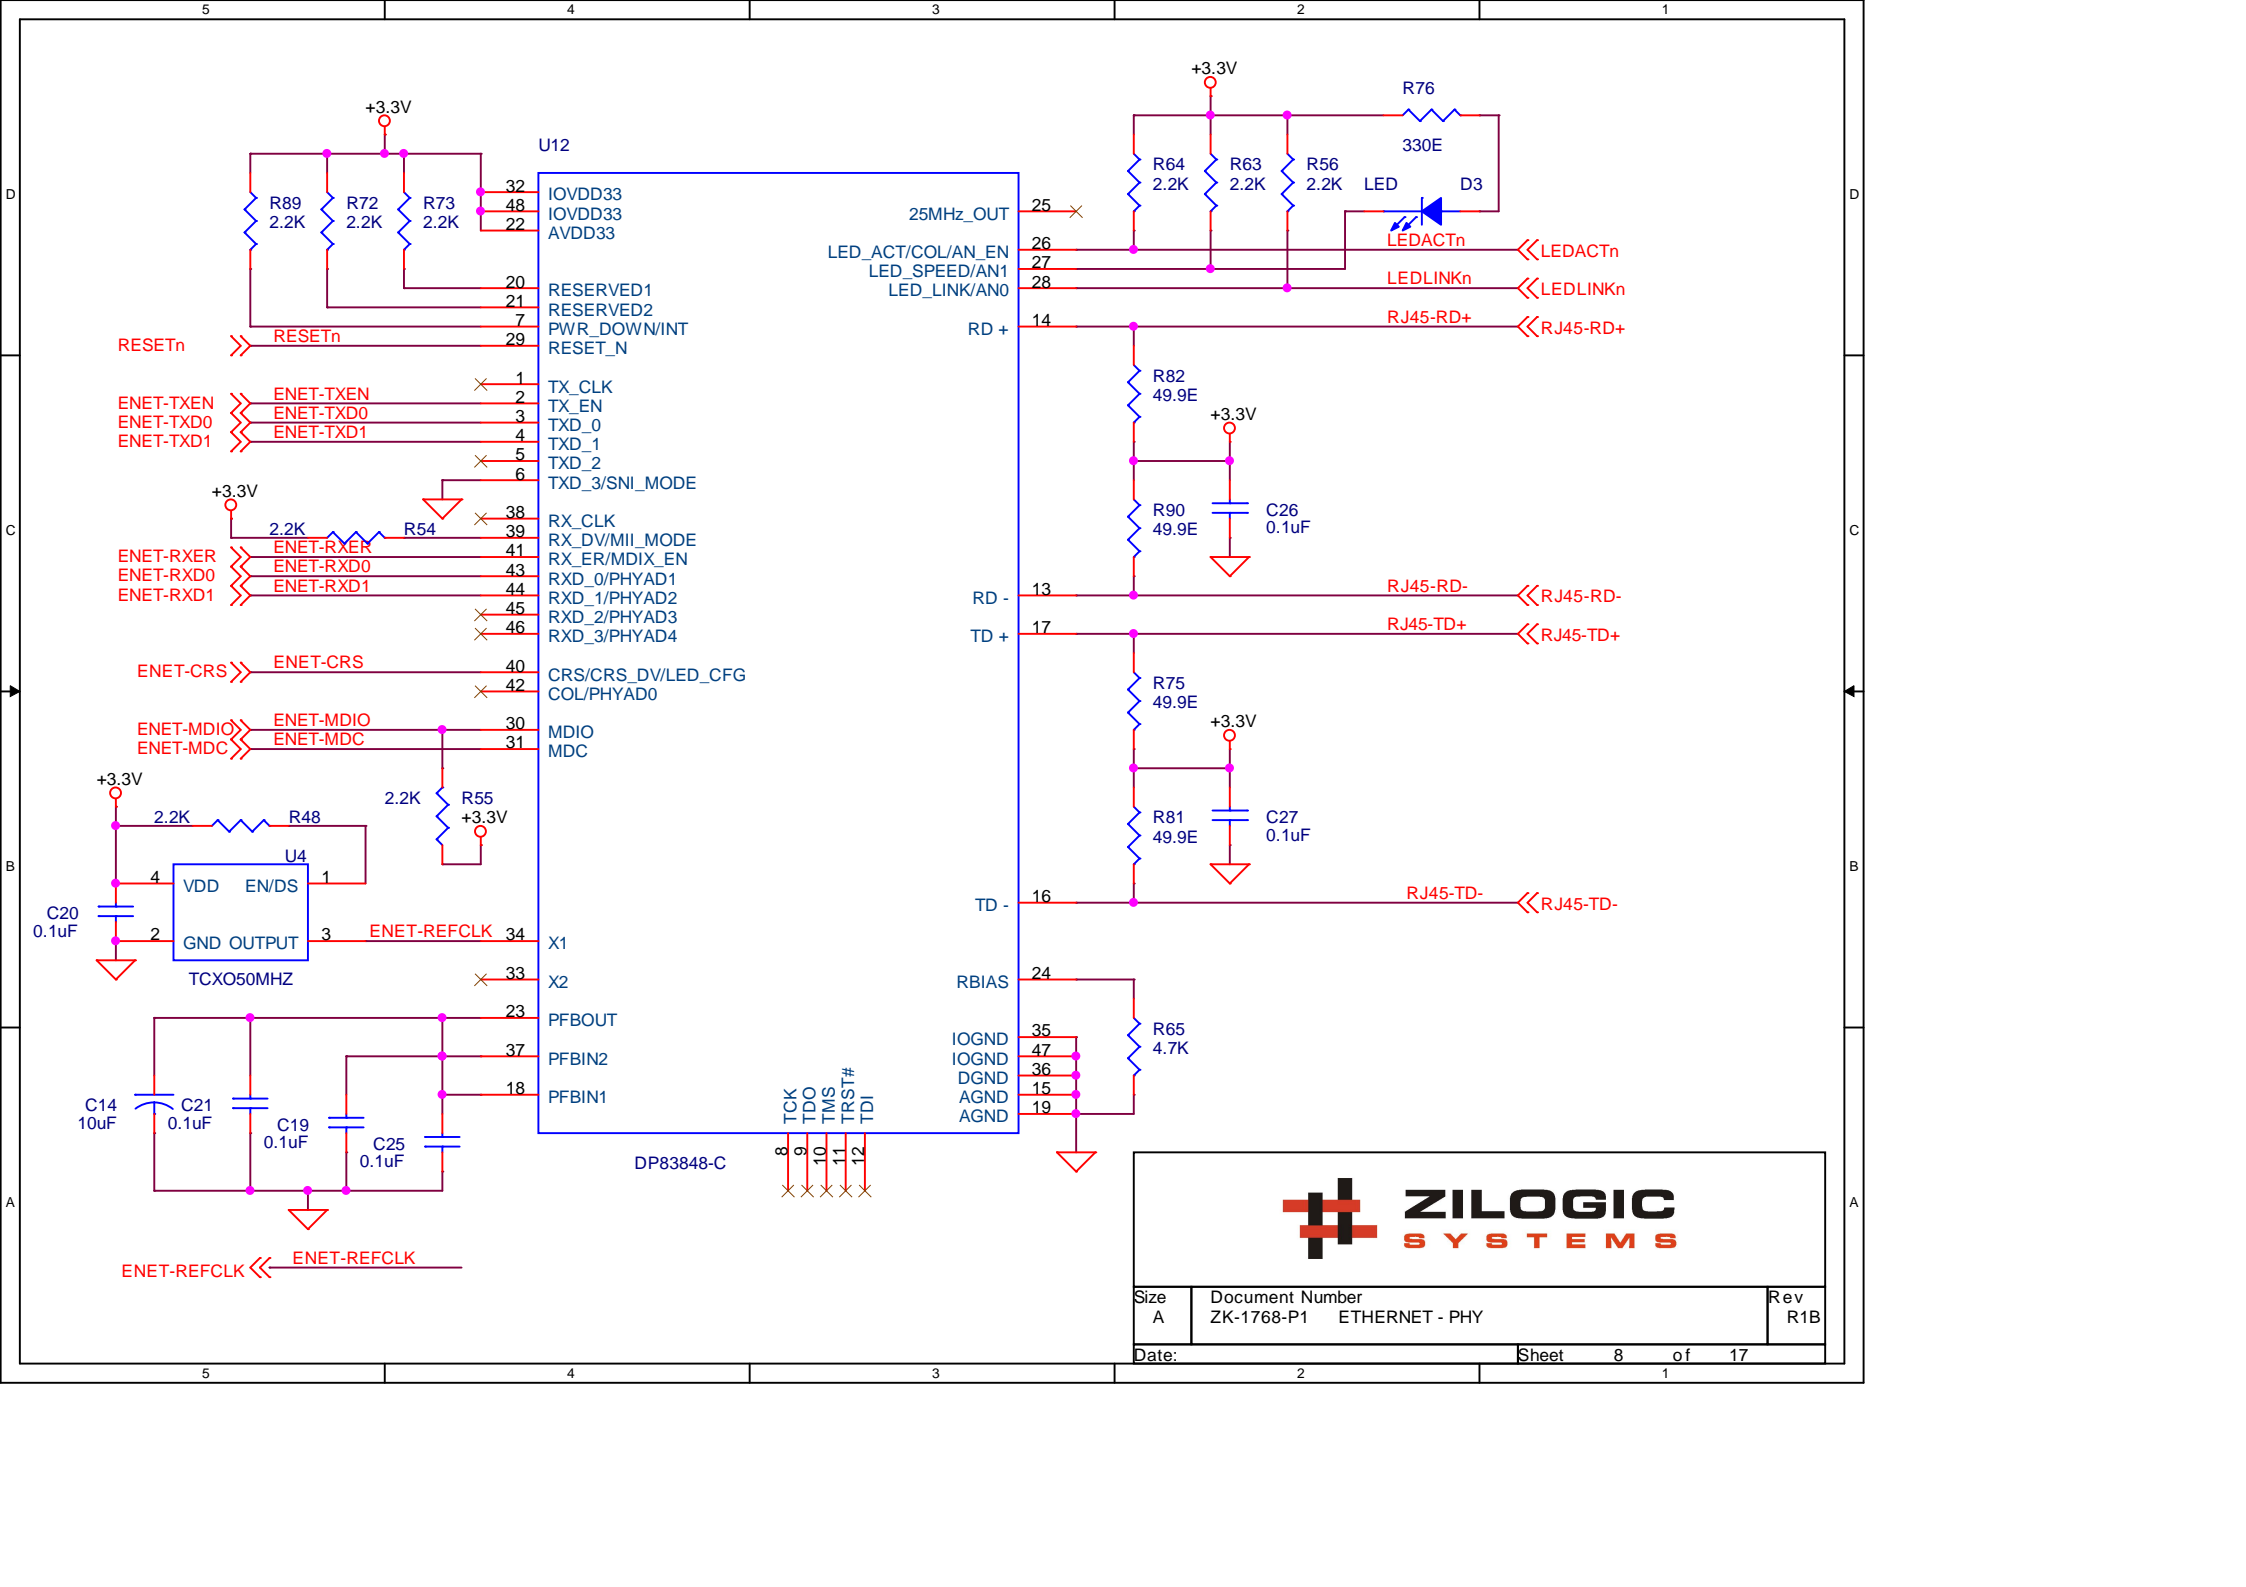 5 4 3 2 1
+3.3V
+3.3V
R76
330E
U12
R64
2.2K
R63
2.2K
R56
2.2K
LED D3
D D
R89
2.2K
R72
2.2K
R73
2.2K
32 IOVDD33
48 IOVDD33
22 AVDD33
25MHz_OUT 25
LED_ACT/COL/AN_EN 26 LEDACTn LEDACTn
LED_SPEED/AN1 27
LED_LINK/AN0 28 LEDLINKn LEDLINKn
20 RESERVED1
21 RESERVED2
7 PWR_DOWN/INT
RESETn RESETn 29 RESET_N
RD + 14 RJ45-RD+ RJ45-RD+
1 TX_CLK
ENET-TXEN ENET-TXEN 2 TX_EN
ENET-TXD0 ENET-TXD0 3 TXD_0
ENET-TXD1 ENET-TXD1 4 TXD_1
5 TXD_2
6 TXD_3/SNI_MODE
R82
49.9E
+3.3V
R90
49.9E
C26
0.1uF
+3.3V
C C
38 RX_CLK
2.2K R54 39 RX_DV/MII_MODE
ENET-RXER ENET-RXER 41 RX_ER/MDIX_EN
ENET-RXD0 ENET-RXD0 43 RXD_0/PHYAD1
ENET-RXD1 ENET-RXD1 44 RXD_1/PHYAD2
45 RXD_2/PHYAD3
46 RXD_3/PHYAD4
RD - 13 RJ45-RD- RJ45-RD-
TD + 17 RJ45-TD+ RJ45-TD+
ENET-CRS ENET-CRS 40 CRS/CRS_DV/LED_CFG
42 COL/PHYAD0
R75
49.9E
+3.3V
ENET-MDIO ENET-MDIO 30 MDIO
ENET-MDC ENET-MDC 31 MDC
+3.3V
2.2K R55
+3.3V
2.2K R48
R81
49.9E
C27
0.1uF
B B
U4
4 VDD EN/DS 1
C20
0.1uF
2 GND OUTPUT 3 ENET-REFCLK 34 X1
TCXO50MHZ
33 X2
TD - 16 RJ45-TD- RJ45-TD-
RBIAS 24
23 PFBOUT
37 PFBIN2
18 PFBIN1
R65
4.7K
IOGND 35
IOGND 47
DGND 36
AGND 15
AGND 19
C14
10uF
C21
0.1uF
C19
0.1uF
C25
0.1uF
TCK TDO TMS TRST# TDI
8 9 10 11 12
DP83848-C
A A
ENET-REFCLK ENET-REFCLK
ZILOGIC
SYSTEMS
Size Document Number Rev
A ZK-1768-P1 ETHERNET - PHY R1B
Date: Sheet 8 of 17
5 4 3 2 1